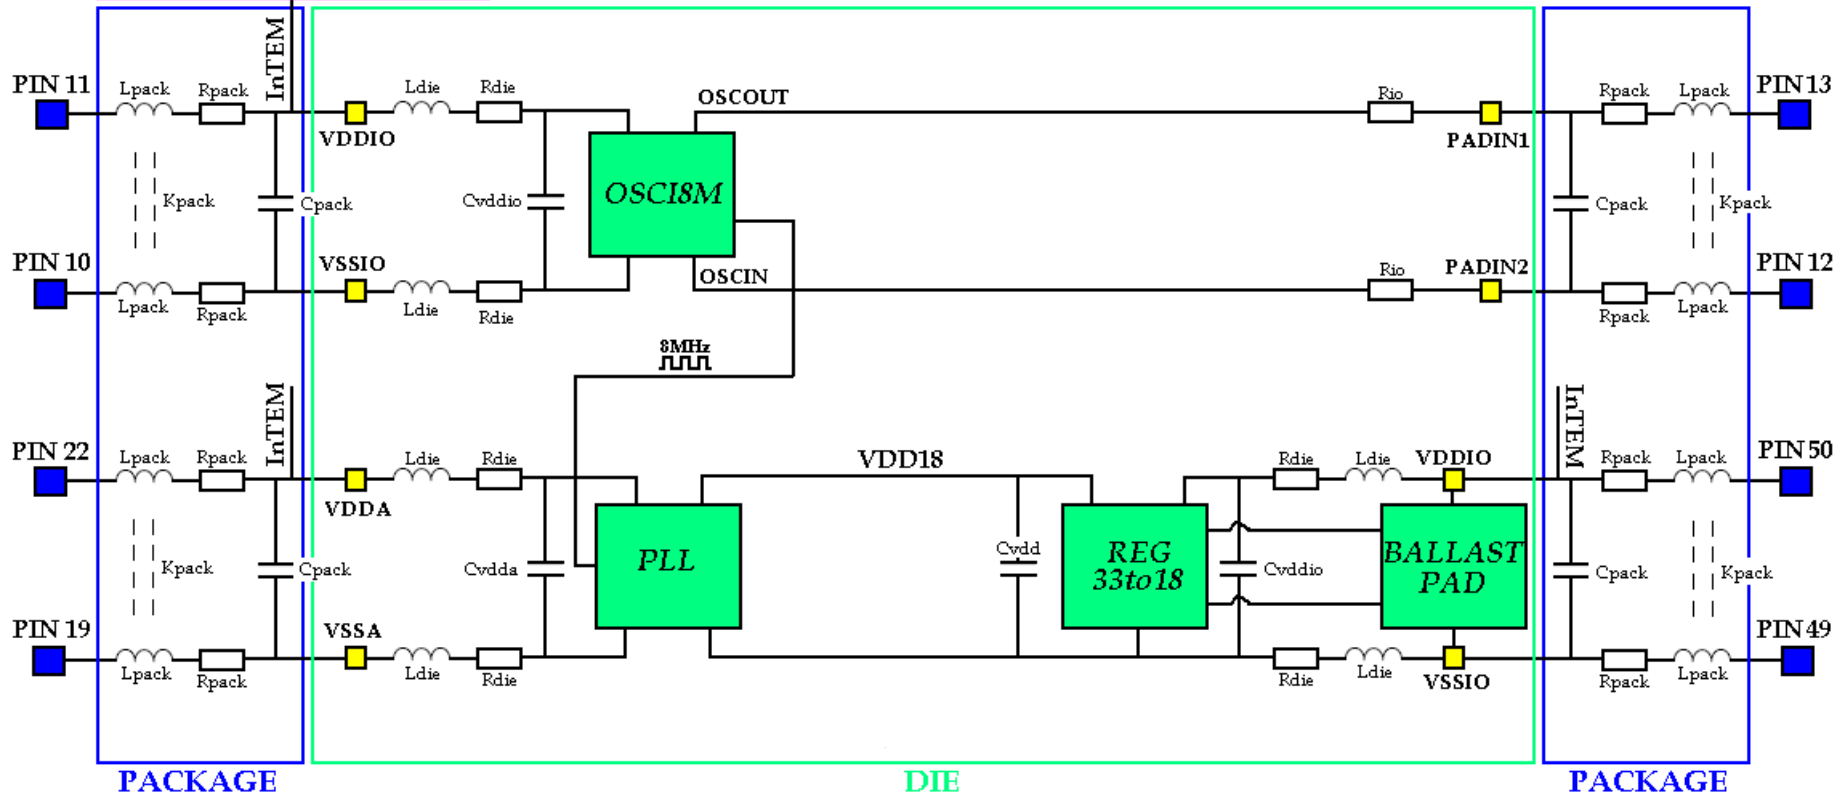 InTEM
PIN 11
Lpack
Rpack
Ldie
Rdie
OSCOUT
Rio
Rpack
Lpack
PIN 13
VDDIO
PADIN1
OSCI8M
Kpack
Cpack
Cvddio
Cpack
Kpack
PIN 10
VSSIO
OSCIN
Rio
PADIN2
PIN 12
Lpack
Rpack
Ldie
Rdie
Rpack
Lpack
8MHz
InTEM
InTEM
PIN 22
Lpack
Rpack
Ldie
Rdie
VDD18
Rdie
Ldie
VDDIO
Rpack
Lpack
PIN 50
VDDA
PLL
REG
33to18
BALLAST
PAD
Kpack
Cpack
Cvdda
Cvdd
Cvddio
Cpack
Kpack
PIN 19
VSSA
PIN 49
Lpack
Rpack
Ldie
Rdie
Rdie
Ldie
VSSIO
Rpack
Lpack
PACKAGE
DIE
PACKAGE